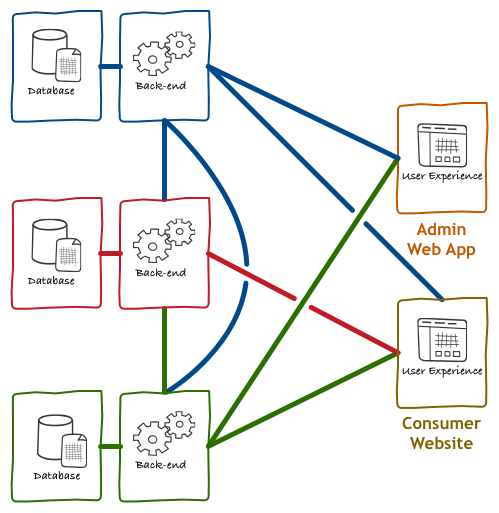 Database
Back-end
User Experience
Admin
Web App
Database
Back-end
User Experience
Consumer
Website
Database
Back-end